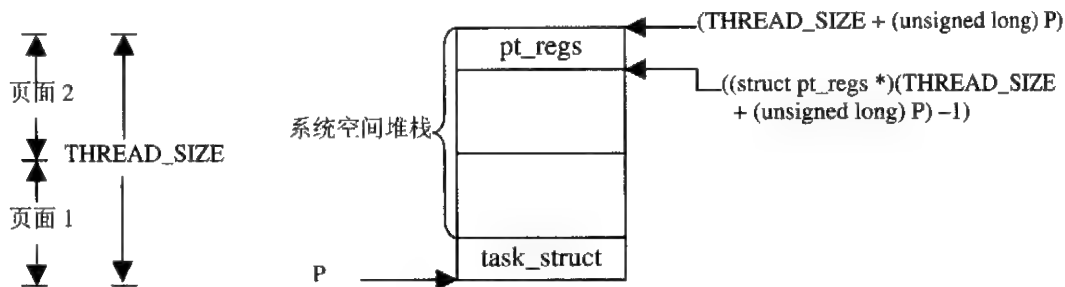 (THREAD_SIZE + (unsigned long) P)
pt_regs
页面 2
((struct pt_regs *)(THREAD_SIZE
+ (unsigned long) P) –1)
系统空间堆栈
THREAD_SIZE
页面 1
task_struct
P